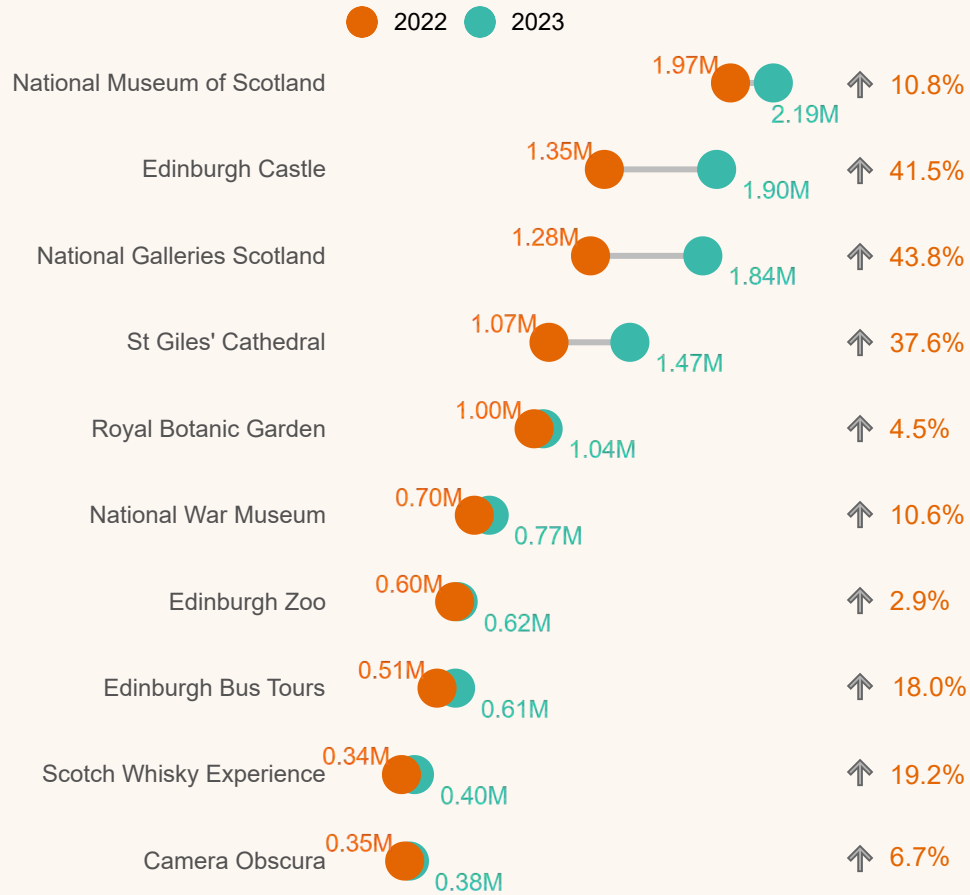 2022 2023
National Museum of Scotland 1.97M 2.19M 10.8%
Edinburgh Castle 1.35M 1.90M 41.5%
National Galleries Scotland 1.28M 1.84M 43.8%
St Giles' Cathedral 1.07M 1.47M 37.6%
Royal Botanic Garden 1.00M 1.04M 4.5%
National War Museum 0.70M 0.77M 10.6%
Edinburgh Zoo 0.60M 0.62M 2.9%
Edinburgh Bus Tours 0.51M 0.61M 18.0%
Scotch Whisky Experience 0.34M 0.40M 19.2%
Camera Obscura 0.35M 0.38M 6.7%